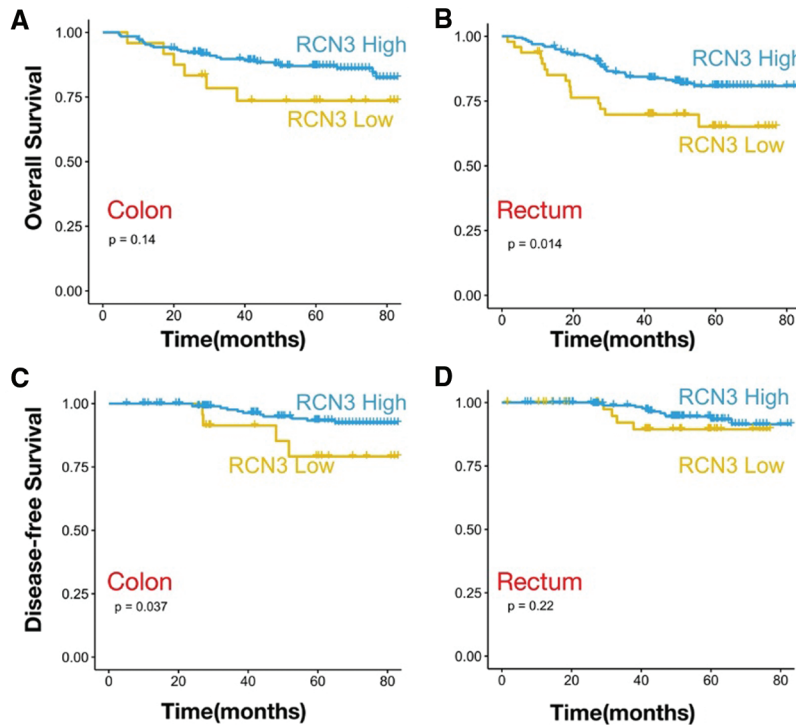 A
Overall Survival
1.00
0.75
0.50
0.25
0.00
RCN3 High
RCN3 Low
Colon
p = 0.14
0 20 40 60 80
Time(months)
B
1.00
0.75
0.50
0.25
0.00
RCN3 High
RCN3 Low
Rectum
p = 0.014
0 20 40 60 80
Time(months)
C
Disease-free Survival
1.00
0.75
0.50
0.25
0.00
RCN3 High
RCN3 Low
Colon
p = 0.037
0 20 40 60 80
Time(months)
D
1.00
0.75
0.50
0.25
0.00
RCN3 High
RCN3 Low
Rectum
p = 0.22
0 20 40 60 80
Time(months)